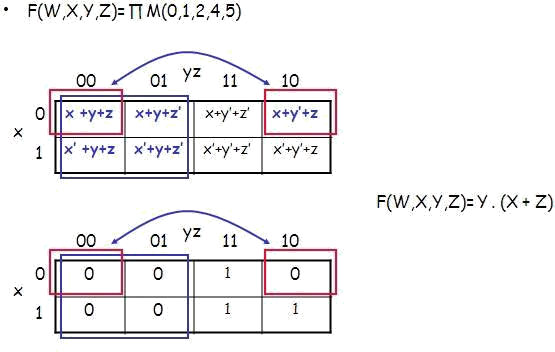 • F(W,X,Y,Z)= ∏ M(0,1,2,4,5)
yz
00 01 11 10
x
0 x +y+z x+y+z' x+y'+z' x+y'+z
1 x' +y+z x'+y+z' x'+y'+z' x'+y'+z
F(W,X,Y,Z)= Y . (X + Z)
yz
00 01 11 10
x
0 0 0 1 0
1 0 0 1 1